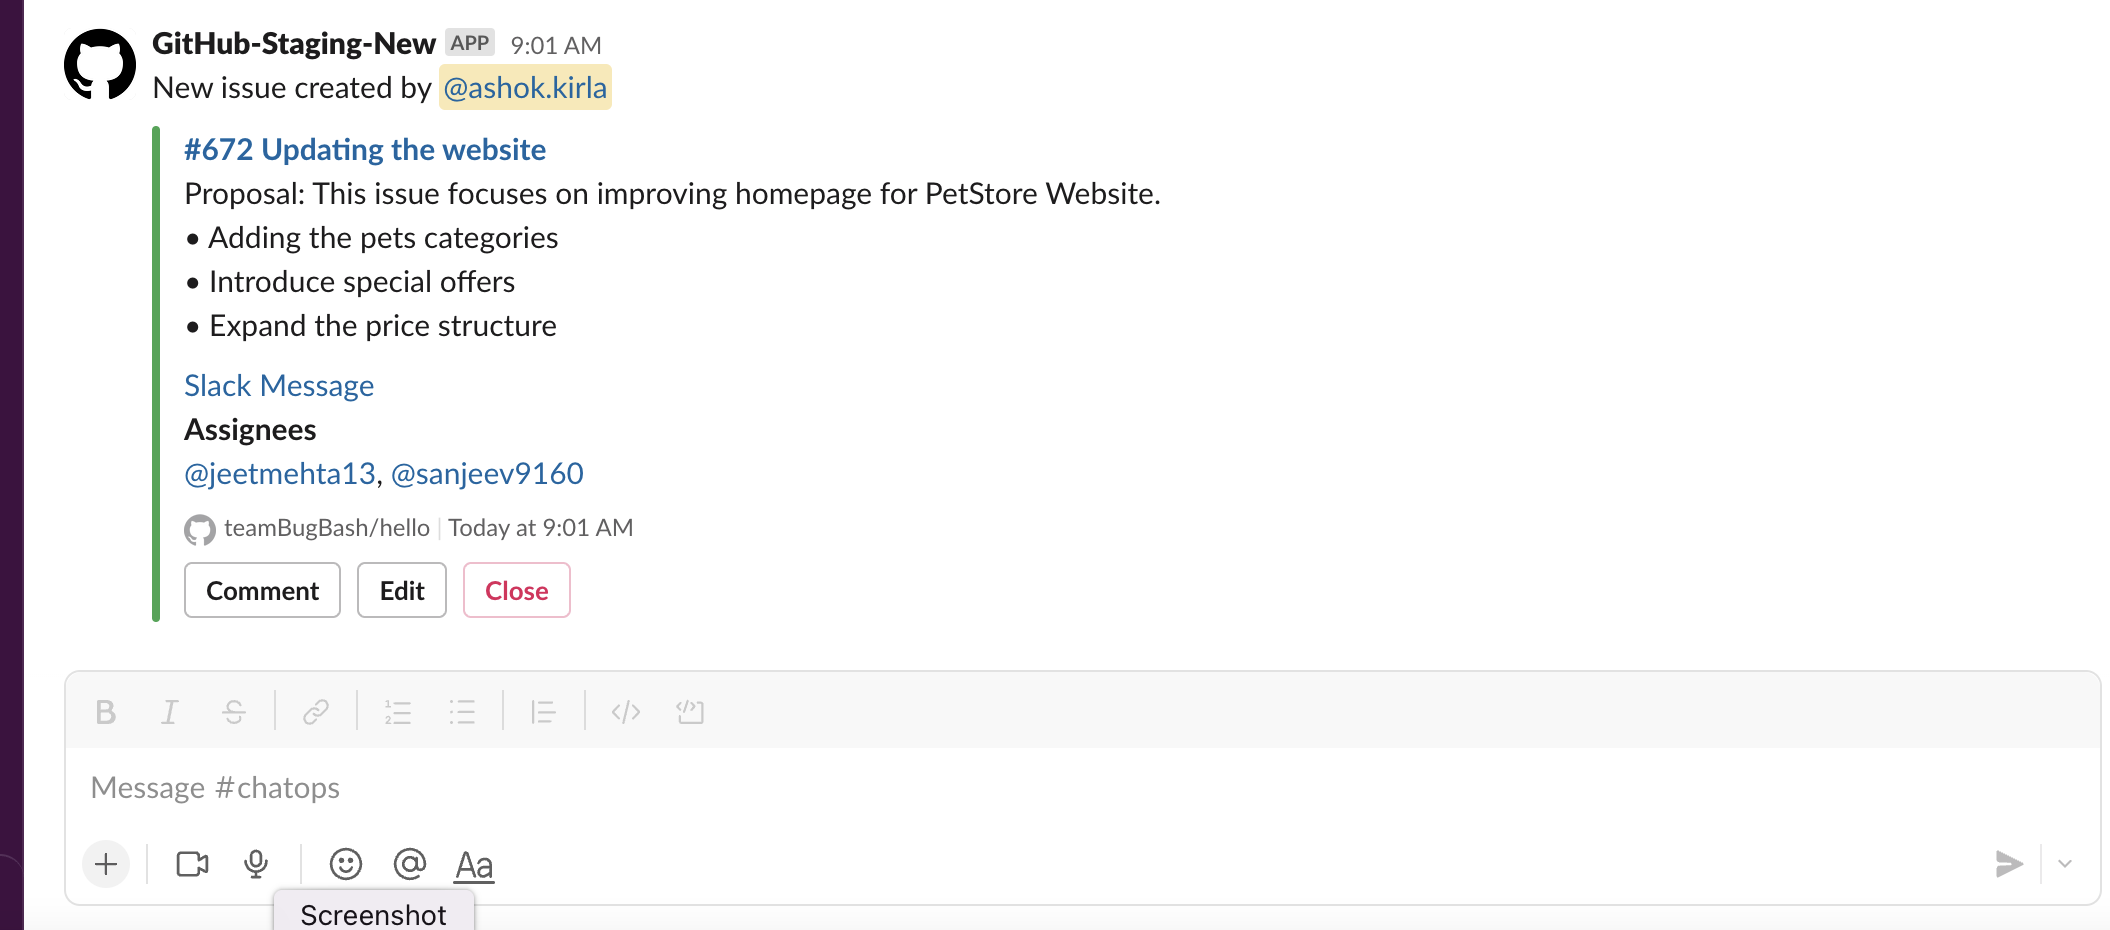 GitHub-Staging-New APP 9:01 AM
New issue created by @ashok.kirla
#672 Updating the website
Proposal: This issue focuses on improving homepage for PetStore Website.
• Adding the pets categories
• Introduce special offers
• Expand the price structure
Slack Message
Assignees
@jeetmehta13, @sanjeev9160
teamBugBash/hello | Today at 9:01 AM
Comment Edit Close
Message #chatops
Aa
Screenshot